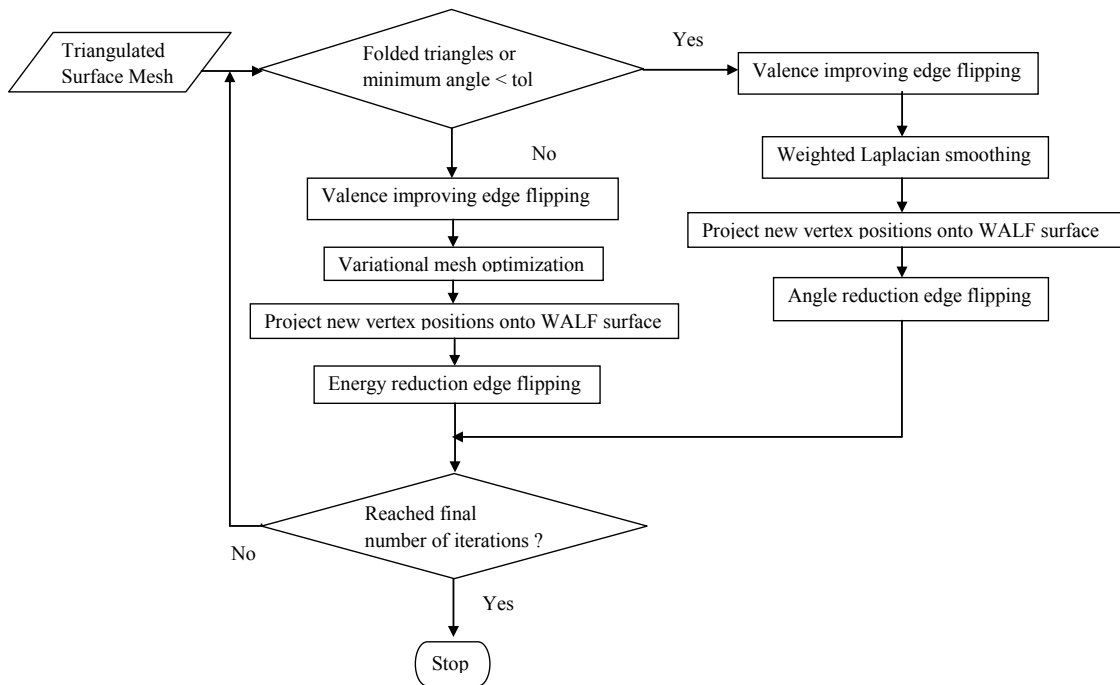 Triangulated
Surface Mesh
Folded triangles or
minimum angle < tol
Yes
Valence improving edge flipping
Weighted Laplacian smoothing
Project new vertex positions onto WALF surface
Angle reduction edge flipping
No
Valence improving edge flipping
Variational mesh optimization
Project new vertex positions onto WALF surface
Energy reduction edge flipping
Reached final
number of iterations ?
No
Yes
Stop